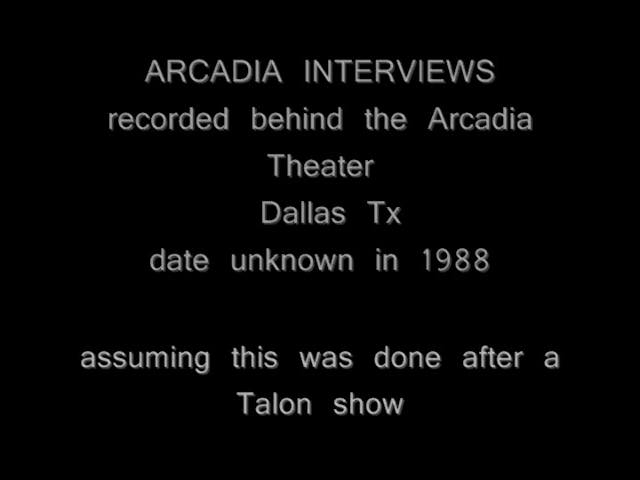 ARCADIA INTERVIEWS
recorded behind the Arcadia
Theater
Dallas Tx
date unknown in 1988
assuming this was done after a
Talon show